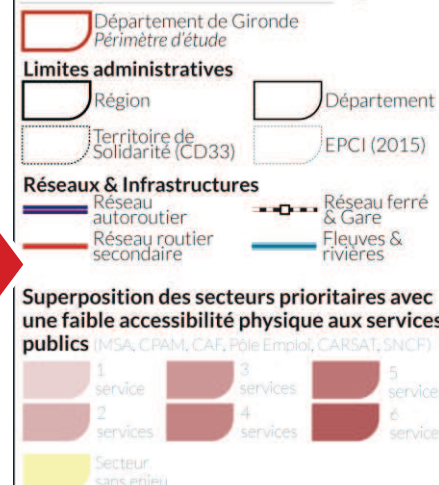 Département de Gironde
Périmètre d'étude
Limites administratives
Région
Département
Territoire de
Solidarité (CD33)
EPCI (2015)
Réseaux & Infrastructures
Réseau
autoroutier
Réseau ferré
& Gare
Réseau routier
secondaire
Fleuves &
rivières
Superposition des secteurs prioritaires avec
une faible accessibilité physique aux services
publics (MSA, CPAM, CAF, Pôle Emploi, CARSAT, SNCF)
1
service
3
services
5
service
2
services
4
services
6
service
Secteur
sans enjeu